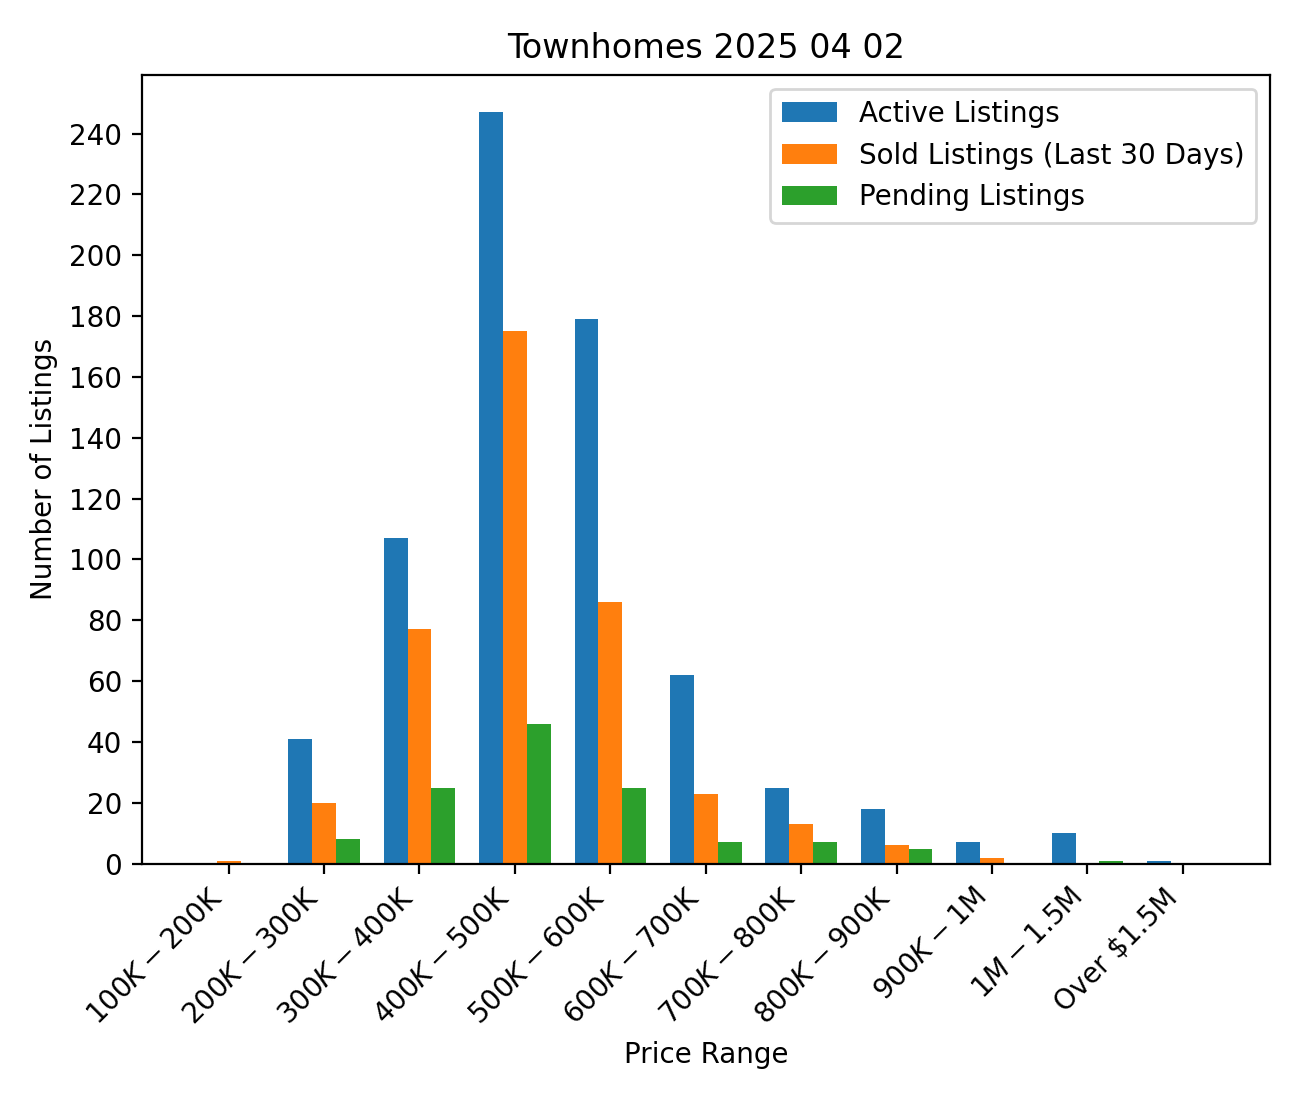 Townhomes 2025 04 02
Active Listings
Sold Listings (Last 30 Days)
Pending Listings
Number of Listings
240
220
200
180
160
140
120
100
80
60
40
20
0
100K − 200K
200K − 300K
300K − 400K
400K − 500K
500K − 600K
600K − 700K
700K − 800K
800K − 900K
900K − 1M
1M − 1.5M
Over $1.5M
Price Range